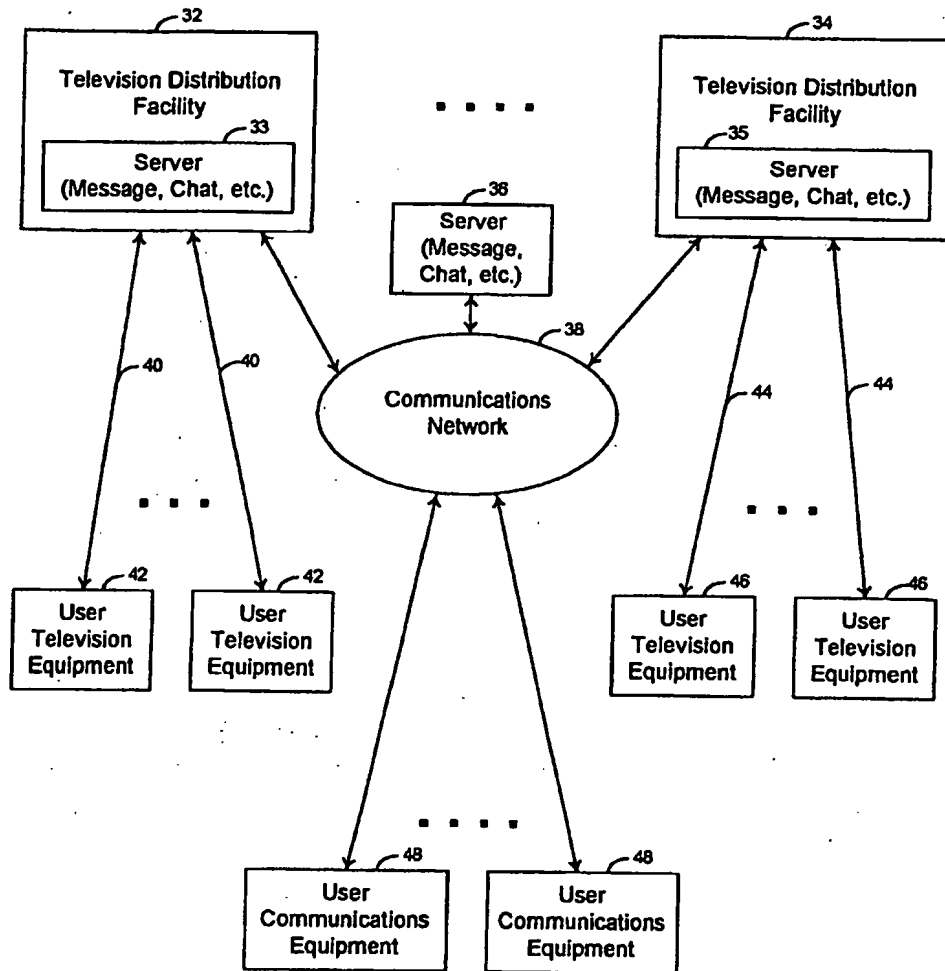 32
Television Distribution
Facility
33
Server
(Message, Chat, etc.)
34
Television Distribution
Facility
35
Server
(Message, Chat, etc.)
36
Server
(Message,
Chat, etc.)
38
Communications
Network
40
40
44
44
42
User
Television
Equipment
42
User
Television
Equipment
46
User
Television
Equipment
46
User
Television
Equipment
48
User
Communications
Equipment
48
User
Communications
Equipment